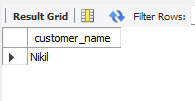 Result Grid Filter Rows:
customer_name
Nikil